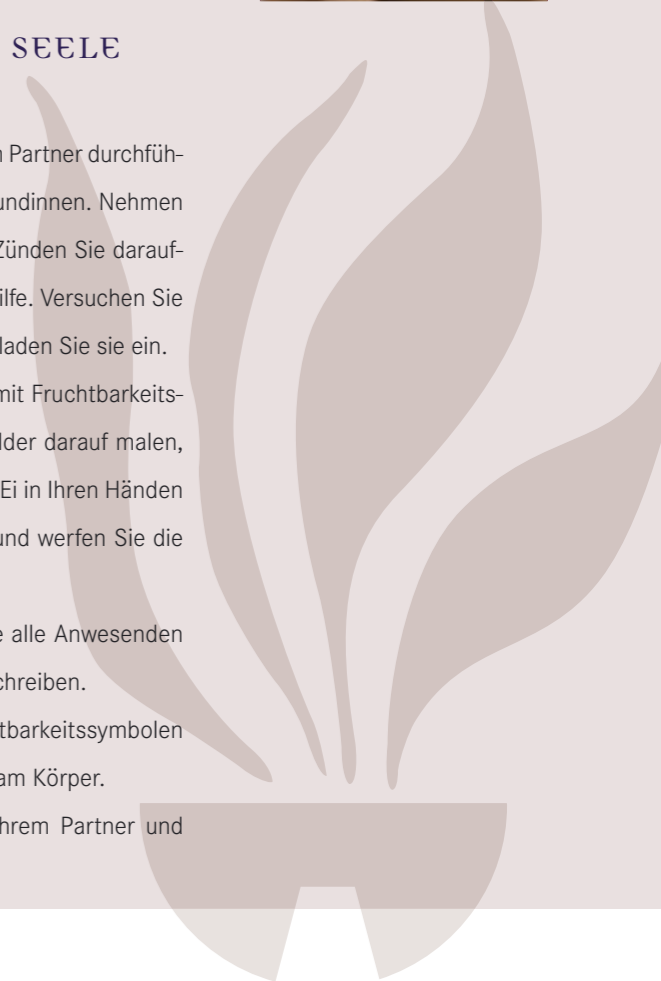 SEELE
Partner durchfüh-
undinnen. Nehmen
Zünden Sie darauf-
ilfe. Versuchen Sie
laden Sie sie ein.
mit Fruchtbarkeits-
lder darauf malen,
Ei in Ihren Händen
und werfen Sie die
e alle Anwesenden
chreiben.
tbarkeitssymbolen
am Körper.
hrem Partner und